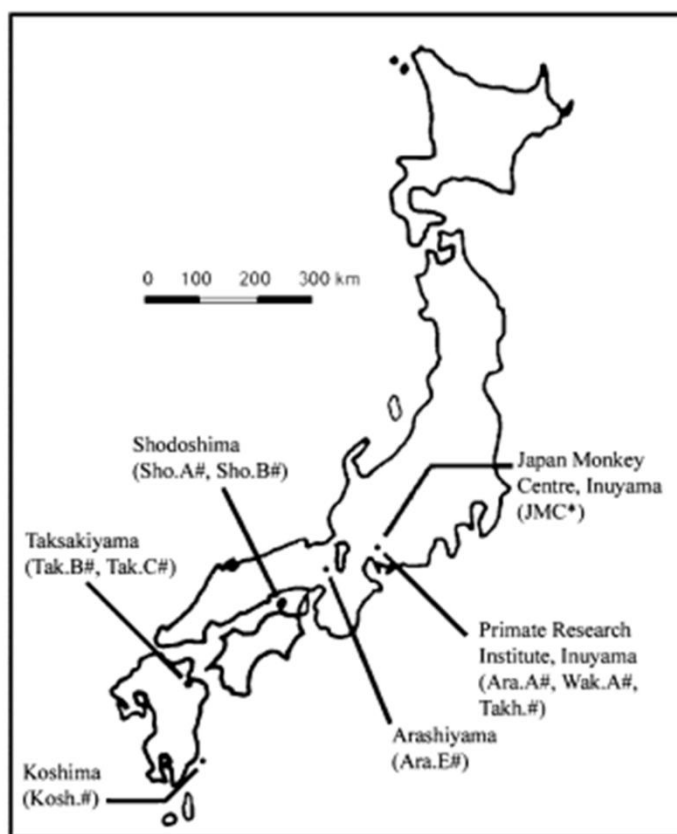 0 100 200 300 km
Shodoshima
(Sho.A#, Sho.B#)
Japan Monkey
Centre, Inuyama
(JMC*)
Taksakiyama
(Tak.B#, Tak.C#)
Primate Research
Institute, Inuyama
(Ara.A#, Wak.A#,
Takh.#)
Arashiyama
(Ara.E#)
Koshima
(Kosh.#)